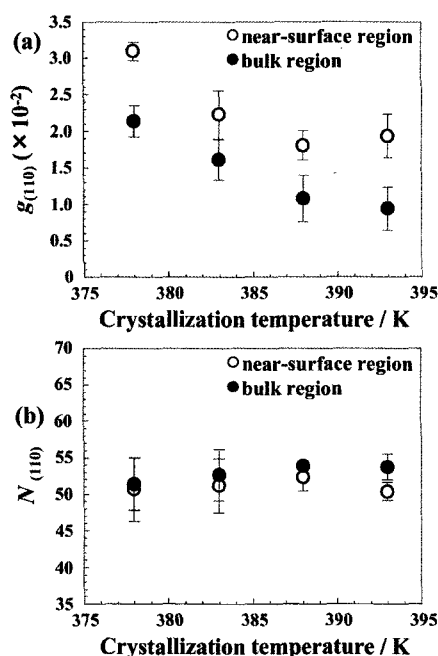 (a)
g(110) (×10-2)
3.5
3.0
2.5
2.0
1.5
1.0
0.5
0
near-surface region
bulk region
375 380 385 390 395
Crystallization temperature / K
(b)
N(110)
70
65
60
55
50
45
40
35
near-surface region
bulk region
375 380 385 390 395
Crystallization temperature / K